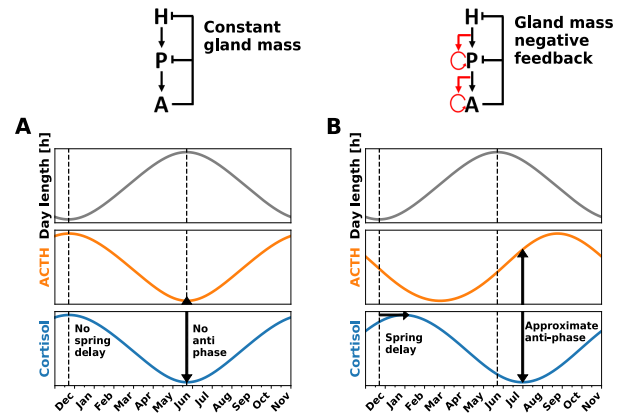 H
P
A
Constant
gland mass
H
P
A
Gland mass
negative
feedback
A
B
Day length [h]
ACTH
Cortisol
No
spring
delay
No
anti
phase
Dec Jan Feb Mar Apr May Jun Jul Aug Sep Oct Nov
Day length [h]
ACTH
Cortisol
Spring
delay
Approximate
anti-phase
Dec Jan Feb Mar Apr May Jun Jul Aug Sep Oct Nov